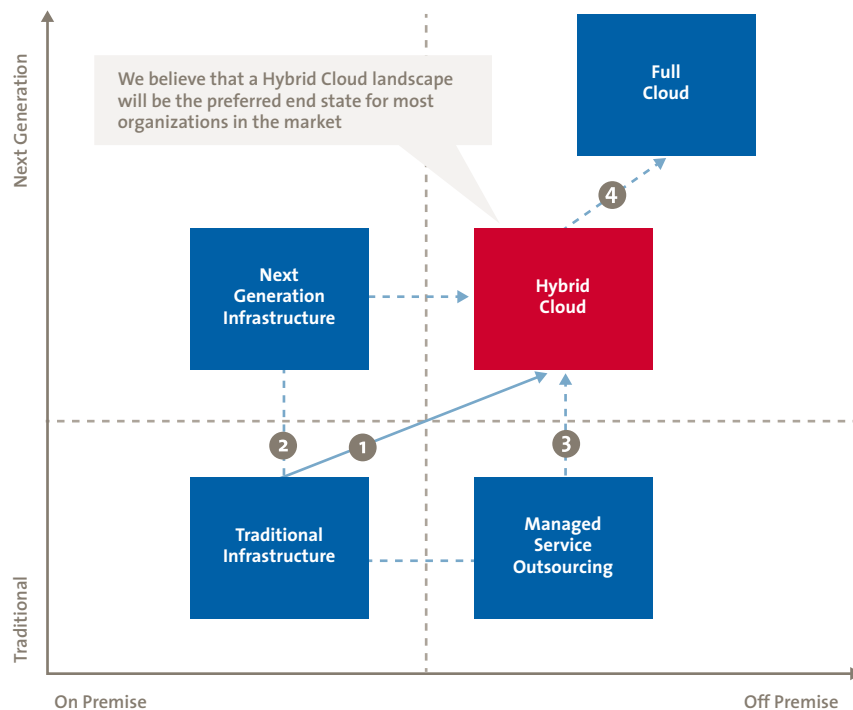 Next Generation
We believe that a Hybrid Cloud landscape
will be the preferred end state for most
organizations in the market
Full
Cloud
4
Next
Generation
Infrastructure
Hybrid
Cloud
2
1
3
Traditional
Infrastructure
Managed
Service
Outsourcing
Traditional
On Premise
Off Premise